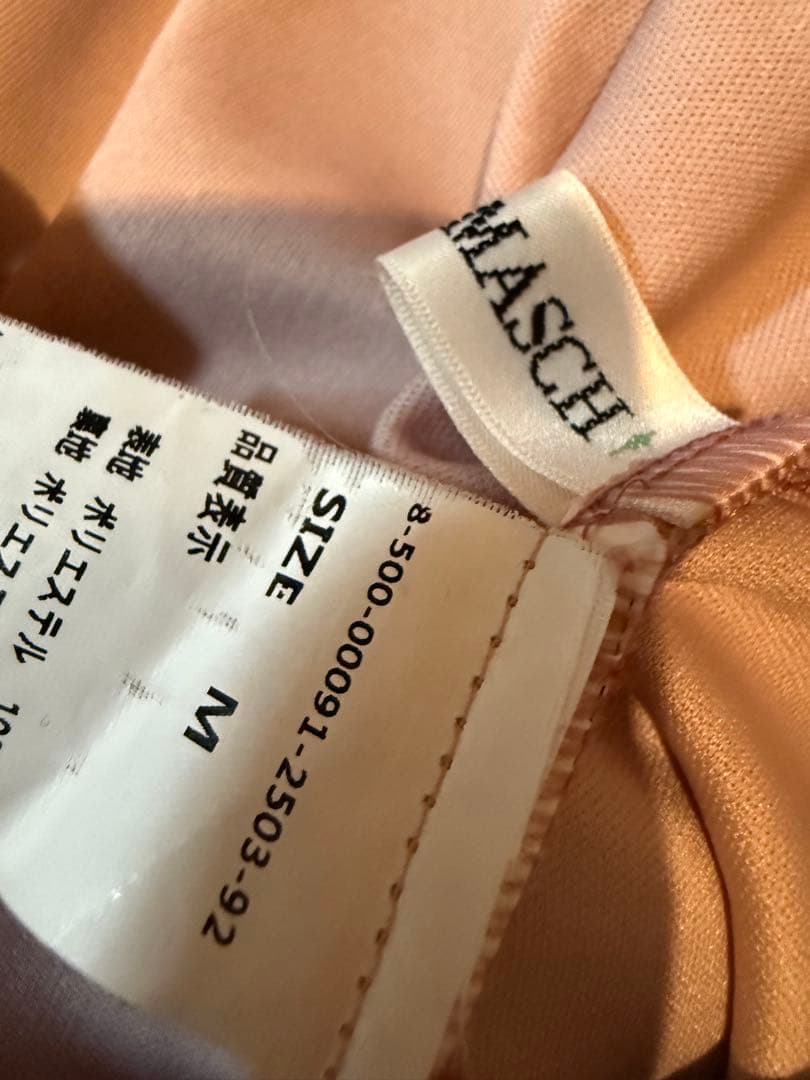 MASCH
8-500-00091-2503-92
SIZE M
品質表示
表地 ポリエステル
裏地 ポリエス